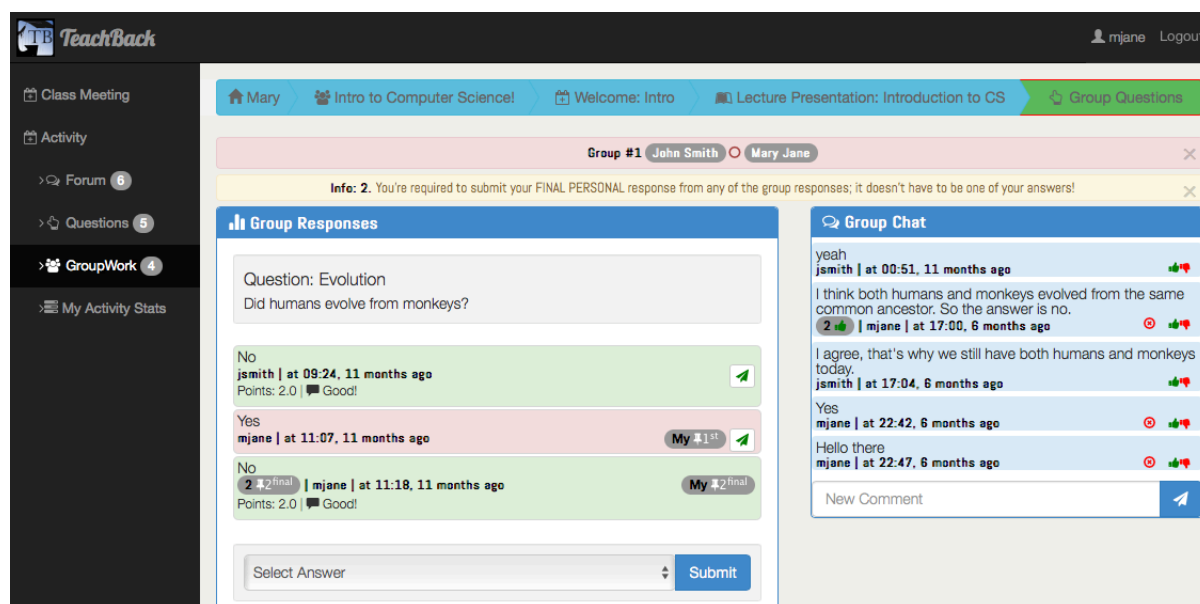 TB TeachBack
mjane Logout
Class Meeting
Activity
Forum 6
Questions 5
GroupWork 4
My Activity Stats
Mary Intro to Computer Science! Welcome: Intro Lecture Presentation: Introduction to CS Group Questions
Group #1 John Smith Mary Jane
Info: 2. You're required to submit your FINAL PERSONAL response from any of the group responses; it doesn't have to be one of your answers!
Group Responses
Question: Evolution
Did humans evolve from monkeys?
No
jsmith | at 09:24, 11 months ago
Points: 2.0 | Good!
Yes
mjane | at 11:07, 11 months ago My 1st
No
2 2final | mjane | at 11:18, 11 months ago My 2final
Points: 2.0 | Good!
Select Answer Submit
Group Chat
yeah
jsmith | at 00:51, 11 months ago
I think both humans and monkeys evolved from the same
common ancestor. So the answer is no.
2 | mjane | at 17:00, 6 months ago
I agree, that's why we still have both humans and monkeys
today.
jsmith | at 17:04, 6 months ago
Yes
mjane | at 22:42, 6 months ago
Hello there
mjane | at 22:47, 6 months ago
New Comment